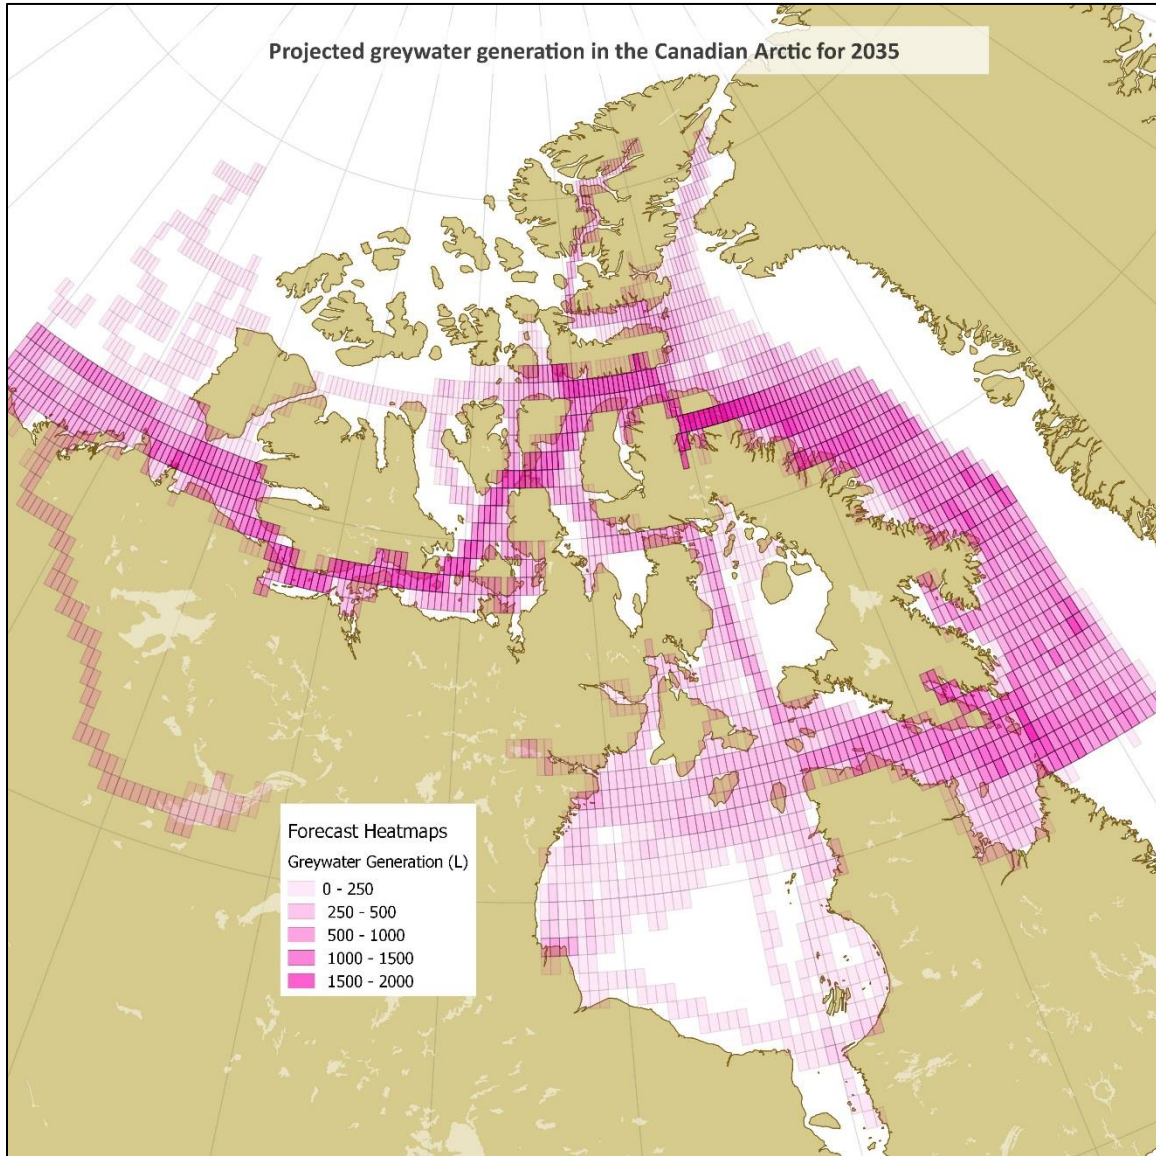 Projected greywater generation in the Canadian Arctic for 2035
Forecast Heatmaps
Greywater Generation (L)
0 - 250
250 - 500
500 - 1000
1000 - 1500
1500 - 2000